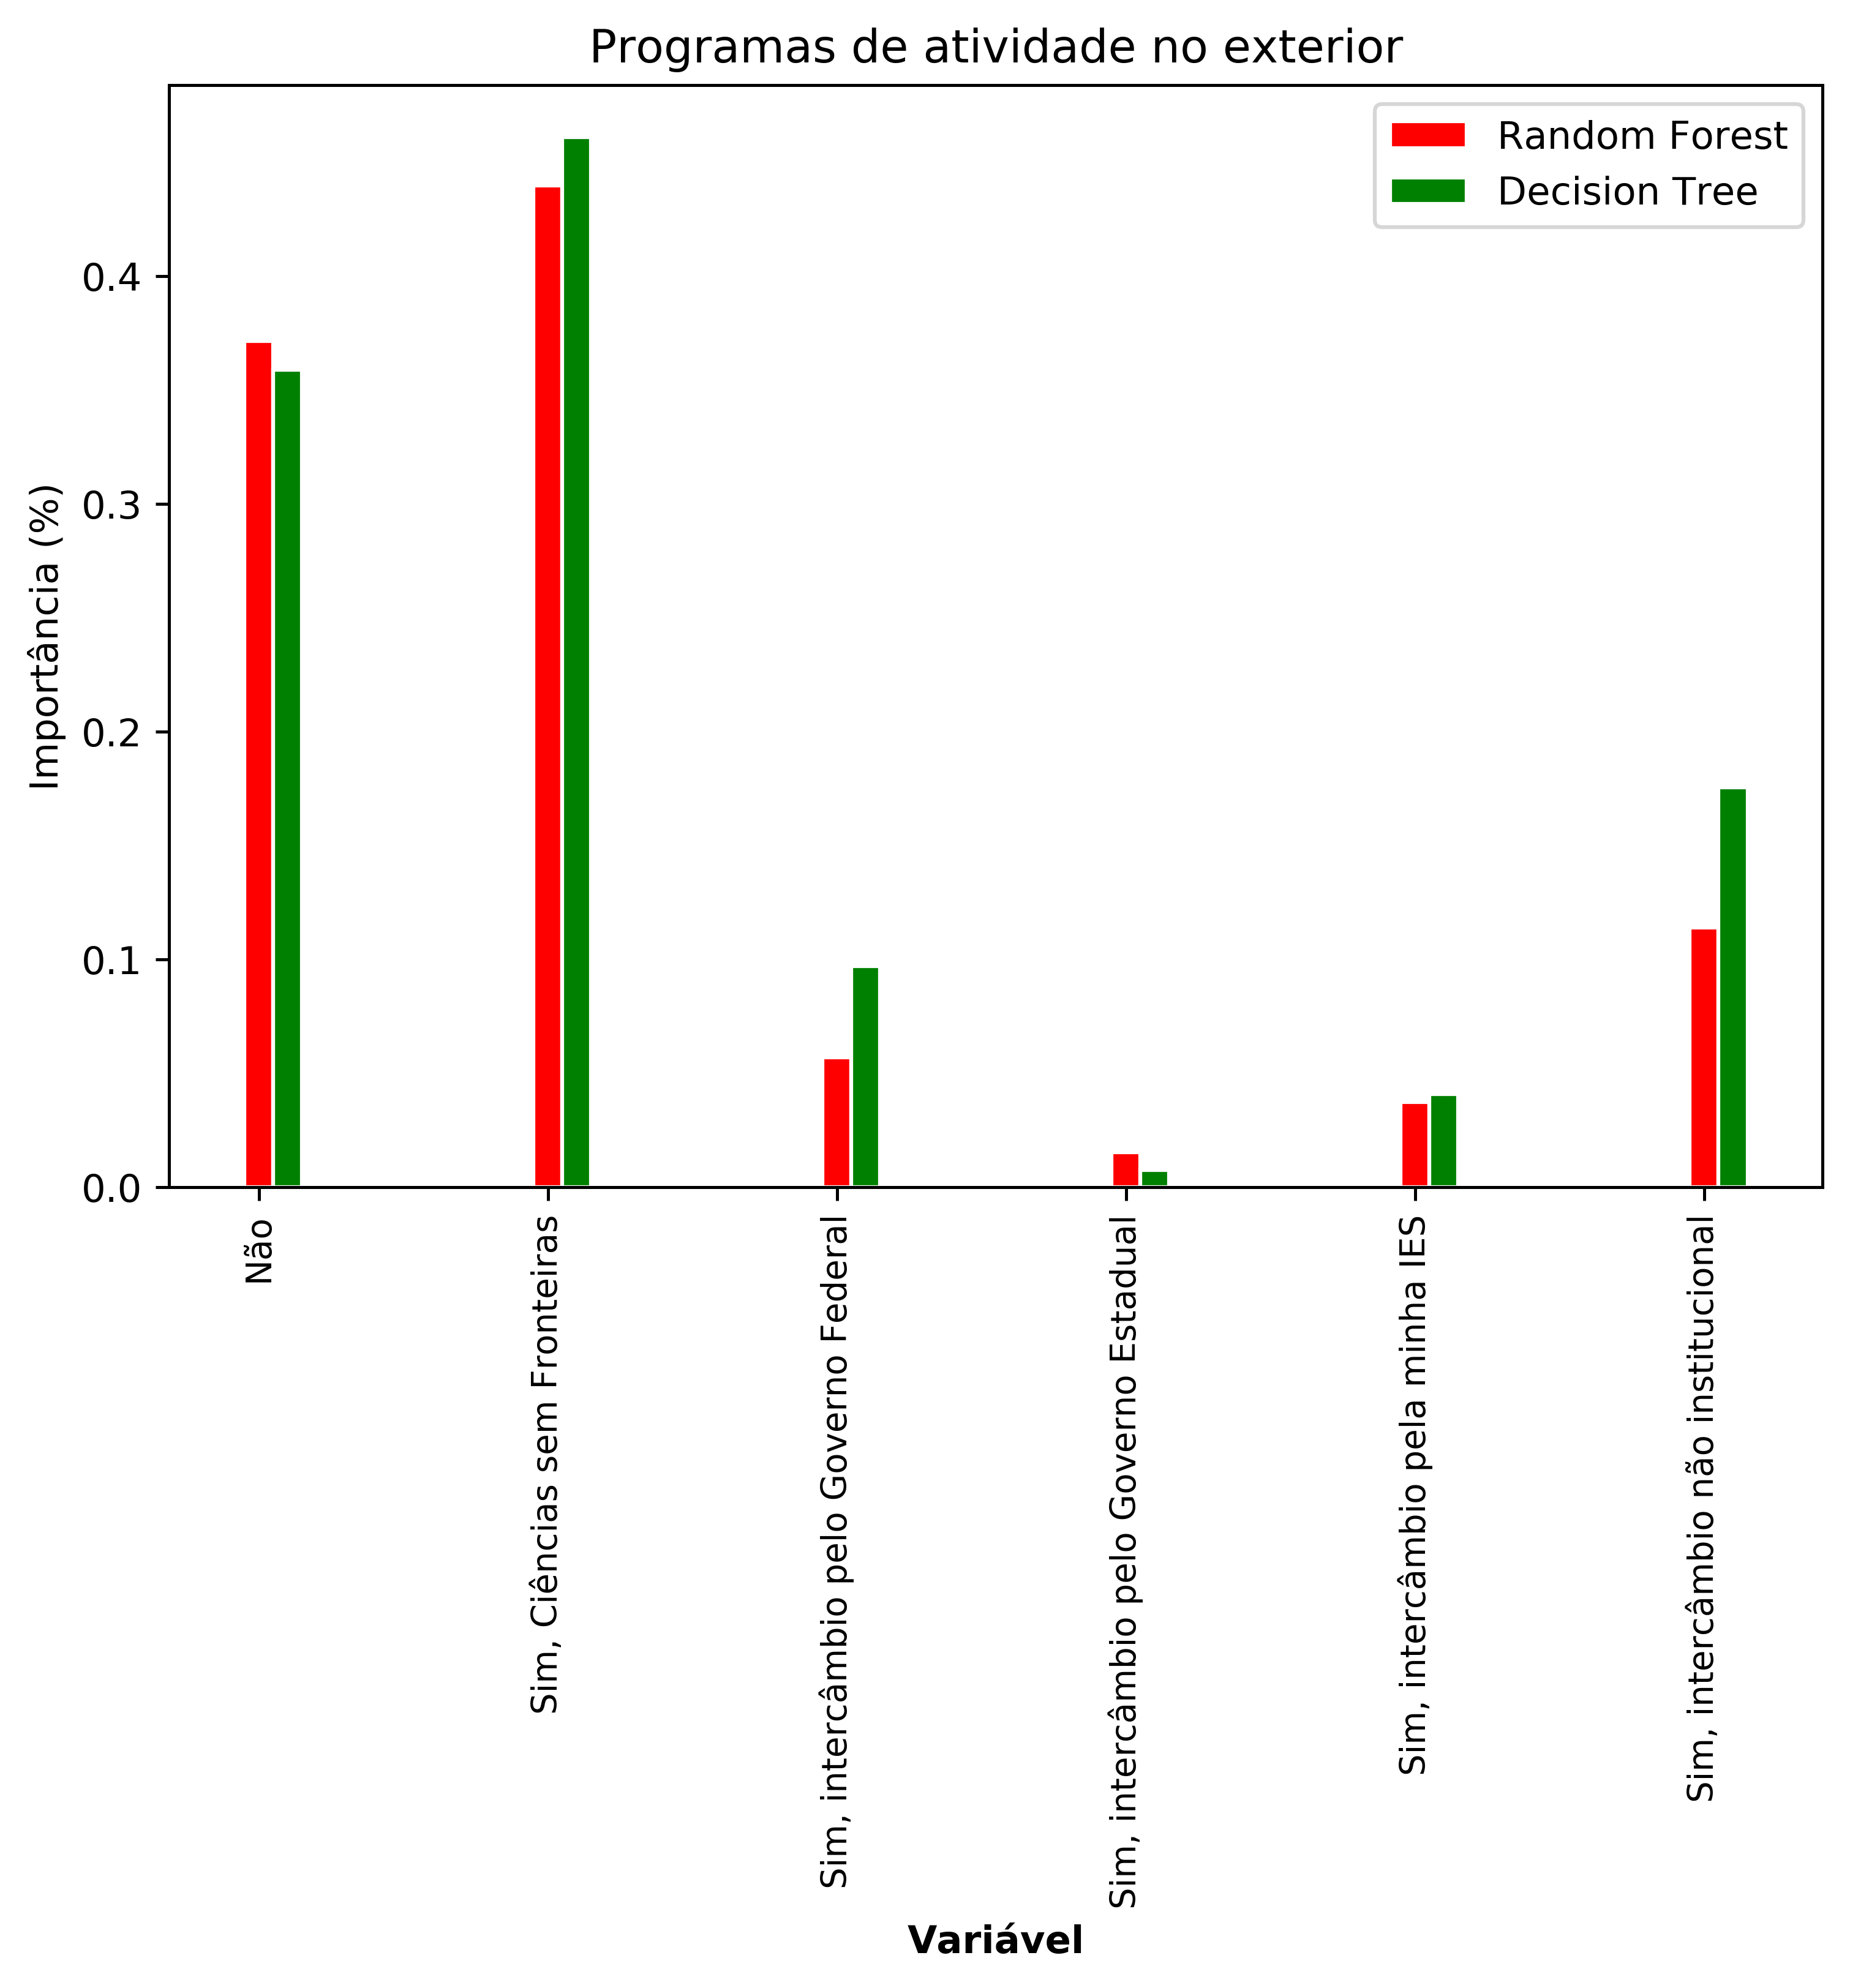 Programas de atividade no exterior
Random Forest
Decision Tree
Importância (%)
0.4
0.3
0.2
0.1
0.0
Não
Sim, Ciências sem Fronteiras
Sim, intercâmbio pelo Governo Federal
Sim, intercâmbio pelo Governo Estadual
Sim, intercâmbio pela minha IES
Sim, intercâmbio não institucional
Variável